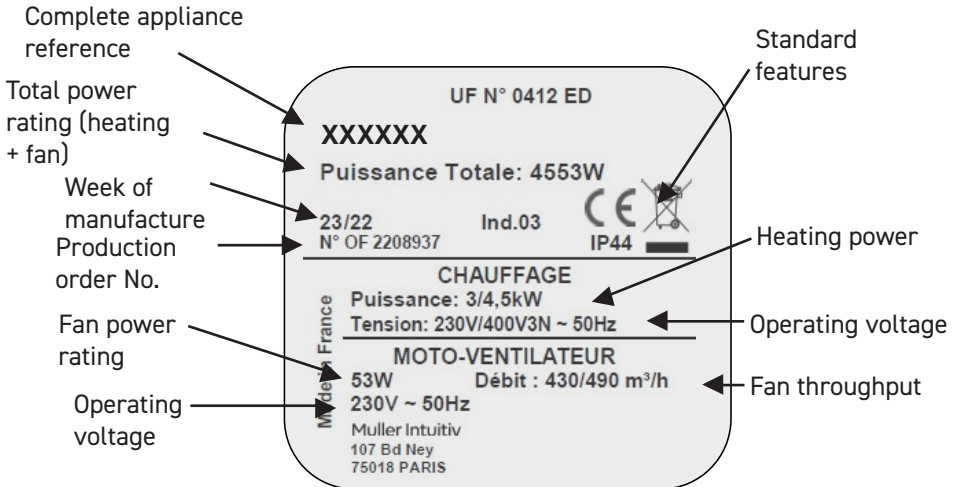 Complete appliance
reference
Total power
rating (heating
+ fan)
Week of
manufacture
Production
order No.
Fan power
rating
Operating
voltage
UF N° 0412 ED
XXXXXX
Puissance Totale: 4553W
23/22 Ind.03 CE
N° OF 2208937 IP44
CHAUFFAGE
Puissance: 3/4,5kW
Tension: 230V/400V3N ~ 50Hz
Made in France
MOTO-VENTILATEUR
53W Débit : 430/490 m³/h
230V ~ 50Hz
Muller Intuitiv
107 Bd Ney
75018 PARIS
Standard
features
Heating power
Operating voltage
Fan throughput